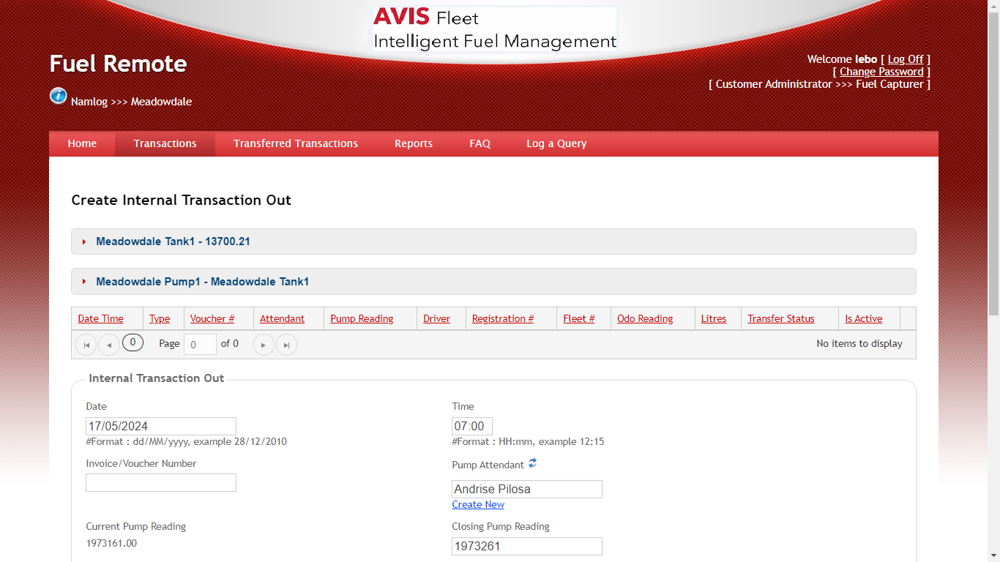 AVIS Fleet
Intelligent Fuel Management
Fuel Remote
Welcome lebo [ Log Off ]
[ Change Password ]
[ Customer Administrator >>> Fuel Capturer ]
Namlog >>> Meadowdale
Home Transactions Transferred Transactions Reports FAQ Log a Query
Create Internal Transaction Out
Meadowdale Tank1 - 13700.21
Meadowdale Pump1 - Meadowdale Tank1
Date Time Type Voucher # Attendant Pump Reading Driver Registration # Fleet # Odo Reading Litres Transfer Status Is Active
0 Page 0 of 0 No items to display
Internal Transaction Out
Date Time
17/05/2024 07:00
#Format : dd/MM/yyyy, example 28/12/2010 #Format : HH:mm, example 12:15
Invoice/Voucher Number Pump Attendant
Andrise Pilosa
Create New
Current Pump Reading Closing Pump Reading
1973161.00 1973261